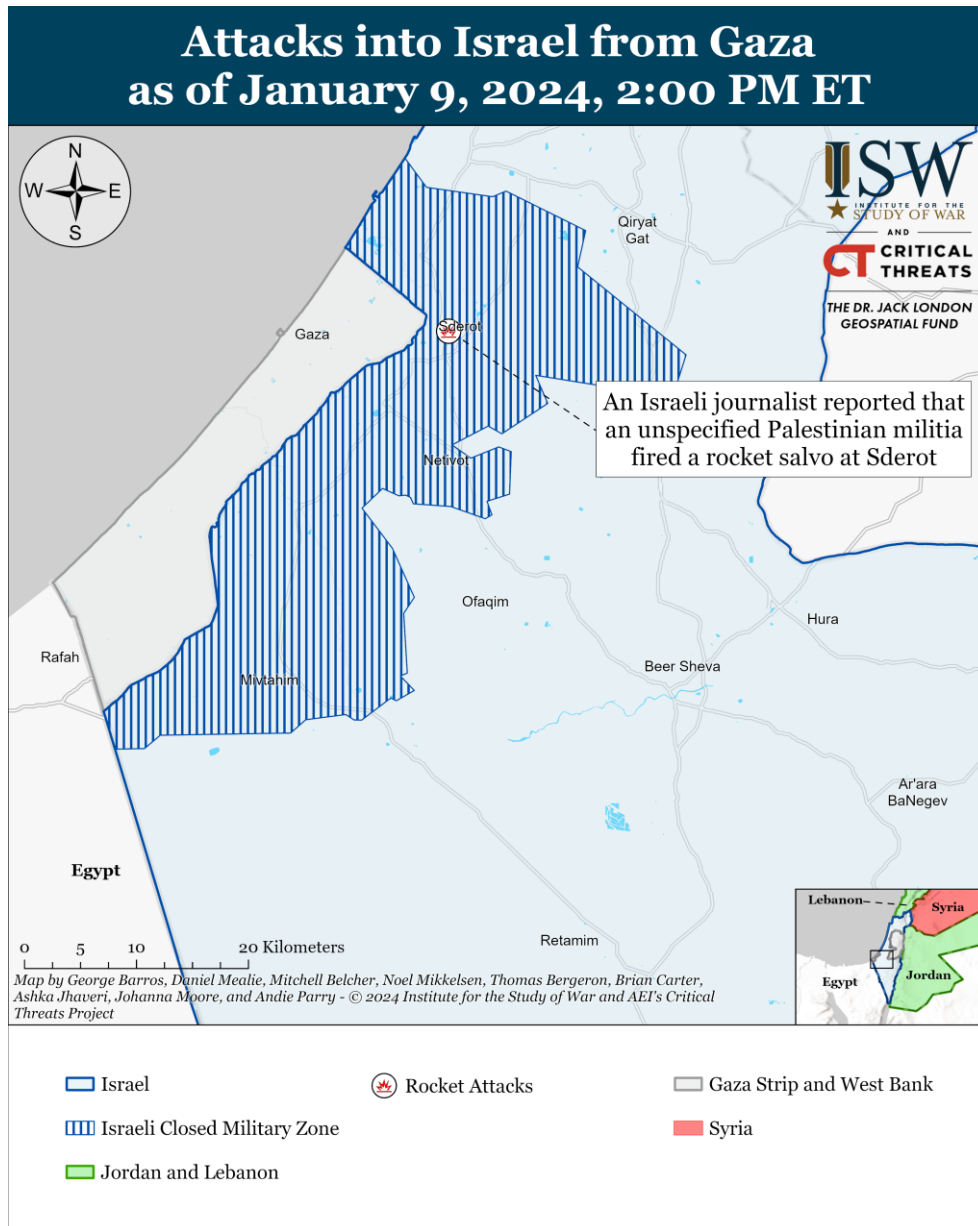 Attacks into Israel from Gaza
as of January 9, 2024, 2:00 PM ET
N
W
E
S
ISW
INSTITUTE FOR THE
STUDY OF WAR
AND
CT CRITICAL
THREATS
THE DR. JACK LONDON
GEOSPATIAL FUND
Qiryat
Gat
Gaza
Sderot
An Israeli journalist reported that
an unspecified Palestinian militia
fired a rocket salvo at Sderot
Netivot
Ofaqim
Hura
Rafah
Beer Sheva
Mivtahim
Ar'ara
BaNegev
Egypt
Retamim
0 5 10 20 Kilometers
Map by George Barros, Daniel Mealie, Mitchell Belcher, Noel Mikkelsen, Thomas Bergeron, Brian Carter,
Ashka Jhaveri, Johanna Moore, and Andie Parry - © 2024 Institute for the Study of War and AEI's Critical
Threats Project
Lebanon
Syria
Jordan
Egypt
Israel
Rocket Attacks
Gaza Strip and West Bank
Israeli Closed Military Zone
Syria
Jordan and Lebanon